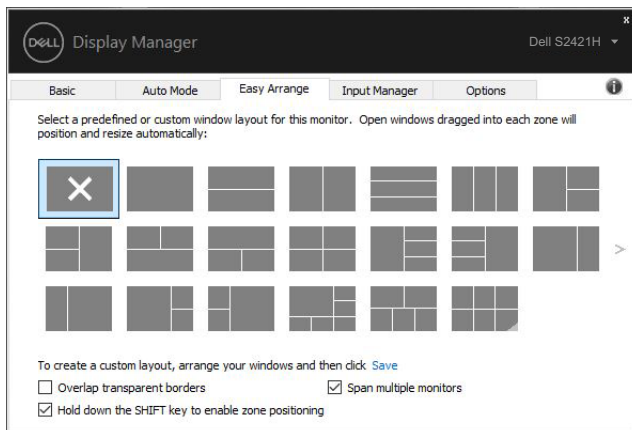 x
DELL Display Manager Dell S2421H
Basic Auto Mode Easy Arrange Input Manager Options i
Select a predefined or custom window layout for this monitor. Open windows dragged into each zone will
position and resize automatically:
>
To create a custom layout, arrange your windows and then click Save
Overlap transparent borders Span multiple monitors
Hold down the SHIFT key to enable zone positioning